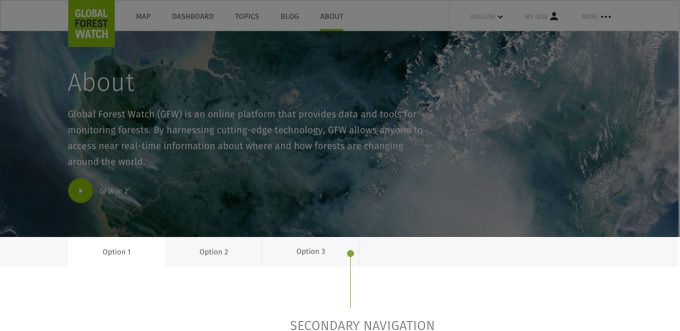 GLOBAL
FOREST
WATCH
MAP DASHBOARD TOPICS BLOG ABOUT
ENGLISH MY GFW MORE
About
Global Forest Watch (GFW) is an online platform that provides data and tools for
monitoring forests. By harnessing cutting-edge technology, GFW allows anyone to
access near real-time information about where and how forests are changing
around the world.
GFW in 2'
Option 1 Option 2 Option 3
SECONDARY NAVIGATION